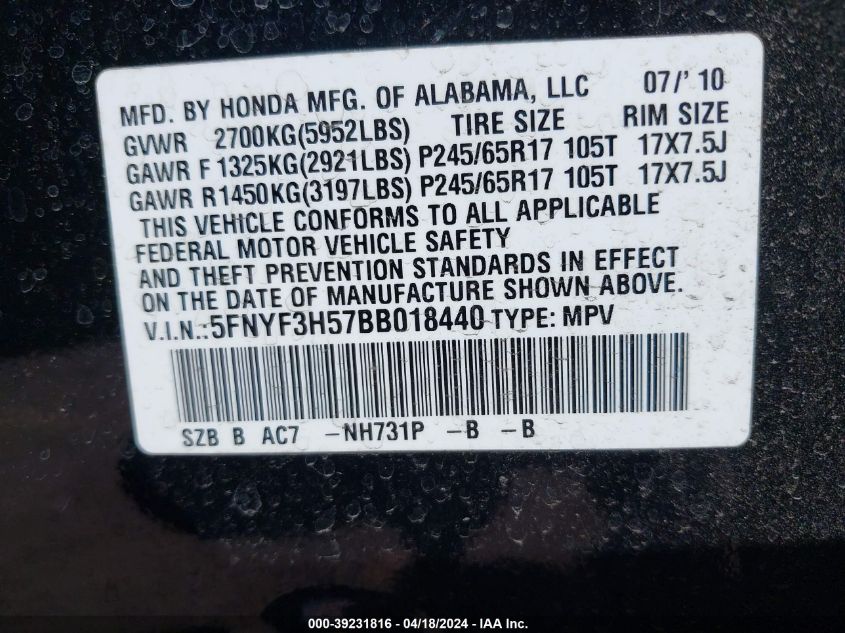 MFD. BY HONDA MFG. OF ALABAMA, LLC 07/' 10
GVWR 2700KG(5952LBS) TIRE SIZE RIM SIZE
GAWR F 1325KG(2921LBS) P245/65R17 105T 17X7.5J
GAWR R1450KG(3197LBS) P245/65R17 105T 17X7.5J
THIS VEHICLE CONFORMS TO ALL APPLICABLE
FEDERAL MOTOR VEHICLE SAFETY
AND THEFT PREVENTION STANDARDS IN EFFECT
ON THE DATE OF MANUFACTURE SHOWN ABOVE.
V.I.N.:5FNYF3H57BB018440 TYPE: MPV
SZB B AC7 -NH731P -B -B
000-39231816 - 04/18/2024 - IAA Inc.